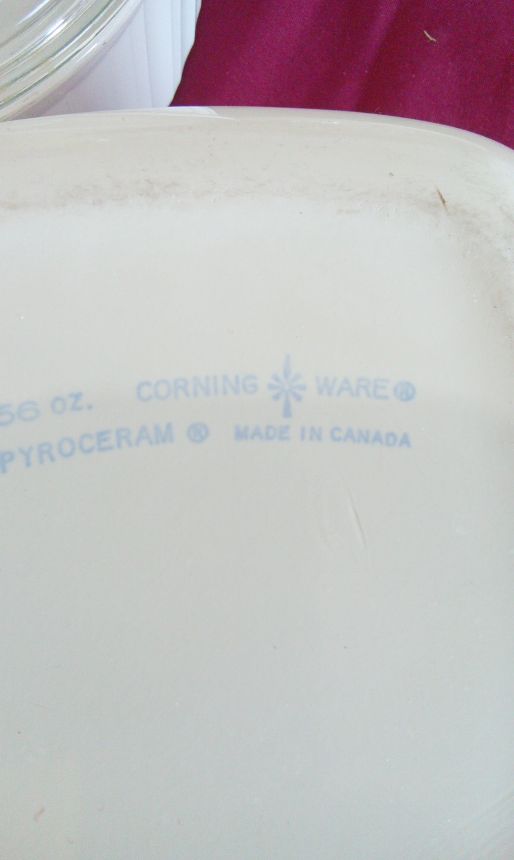 56 OZ. CORNING WARE®
PYROCERAM ® MADE IN CANADA